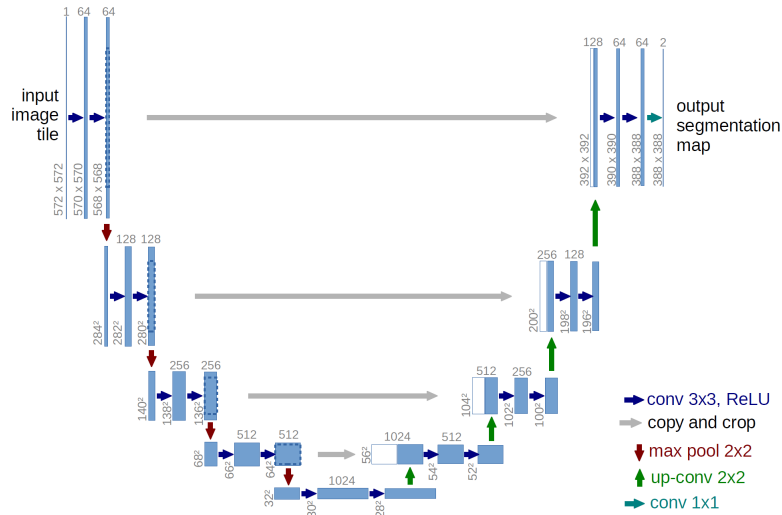 1 64 64
128 64 64 2
input
image
tile
output
segmentation
map
572 x 572
570 x 570
568 x 568
392 x 392
390 x 390
388 x 388
388 x 388
128 128
256 128
284²
282²
280²
200²
198²
196²
256 256
512 256
140²
138²
136²
104²
102²
100²
512 512
1024 512
68²
66²
64²
56²
54²
52²
1024
32²
30²
28²
conv 3x3, ReLU
copy and crop
max pool 2x2
up-conv 2x2
conv 1x1